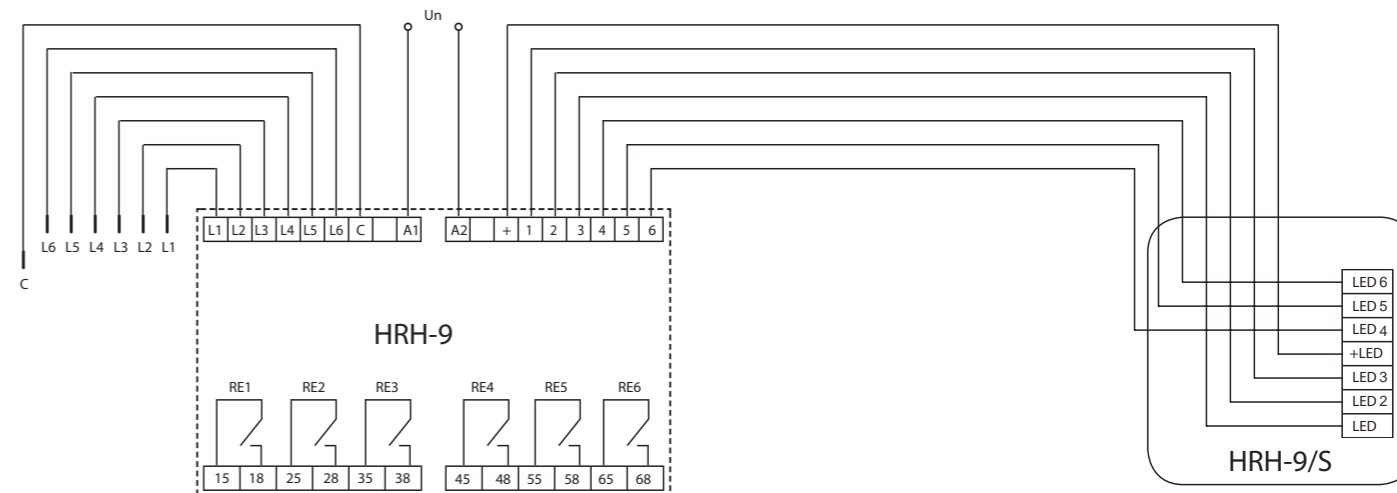 Un
L6 L5 L4 L3 L2 L1
C
L1 L2 L3 L4 L5 L6 C A1
A2 + 1 2 3 4 5 6
HRH-9
RE1 RE2 RE3 RE4 RE5 RE6
15 18 25 28 35 38
45 48 55 58 65 68
LED 6
LED 5
LED 4
+LED
LED 3
LED 2
LED
HRH-9/S